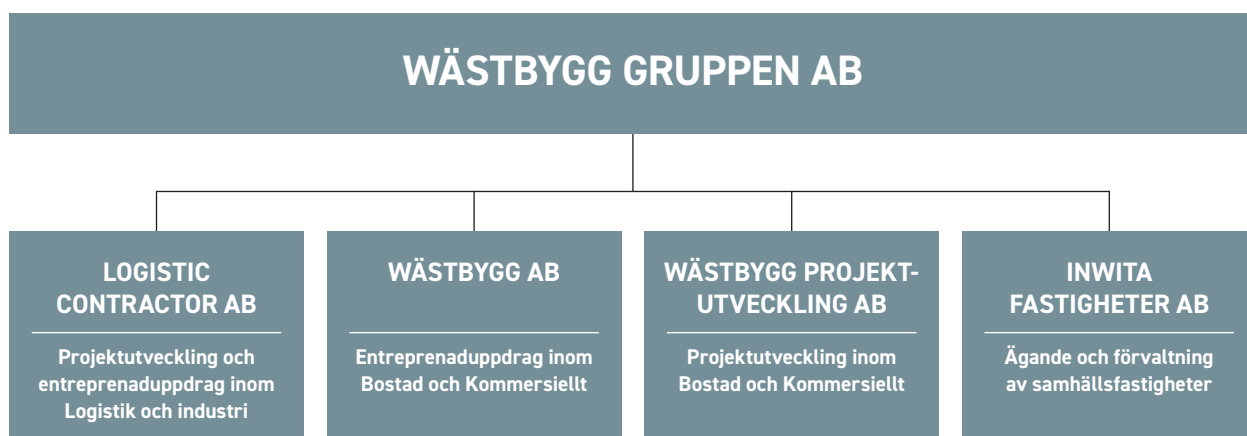 WÄSTBYGG GRUPPEN AB
LOGISTIC
CONTRACTOR AB
Projektutveckling och
entreprenaduppdrag inom
Logistik och industri
WÄSTBYGG AB
Entreprenaduppdrag inom
Bostad och Kommersiellt
WÄSTBYGG PROJEKT-
UTVECKLING AB
Projektutveckling inom
Bostad och Kommersiellt
INWITA
FASTIGHETER AB
Ägande och förvaltning
av samhällsfastigheter